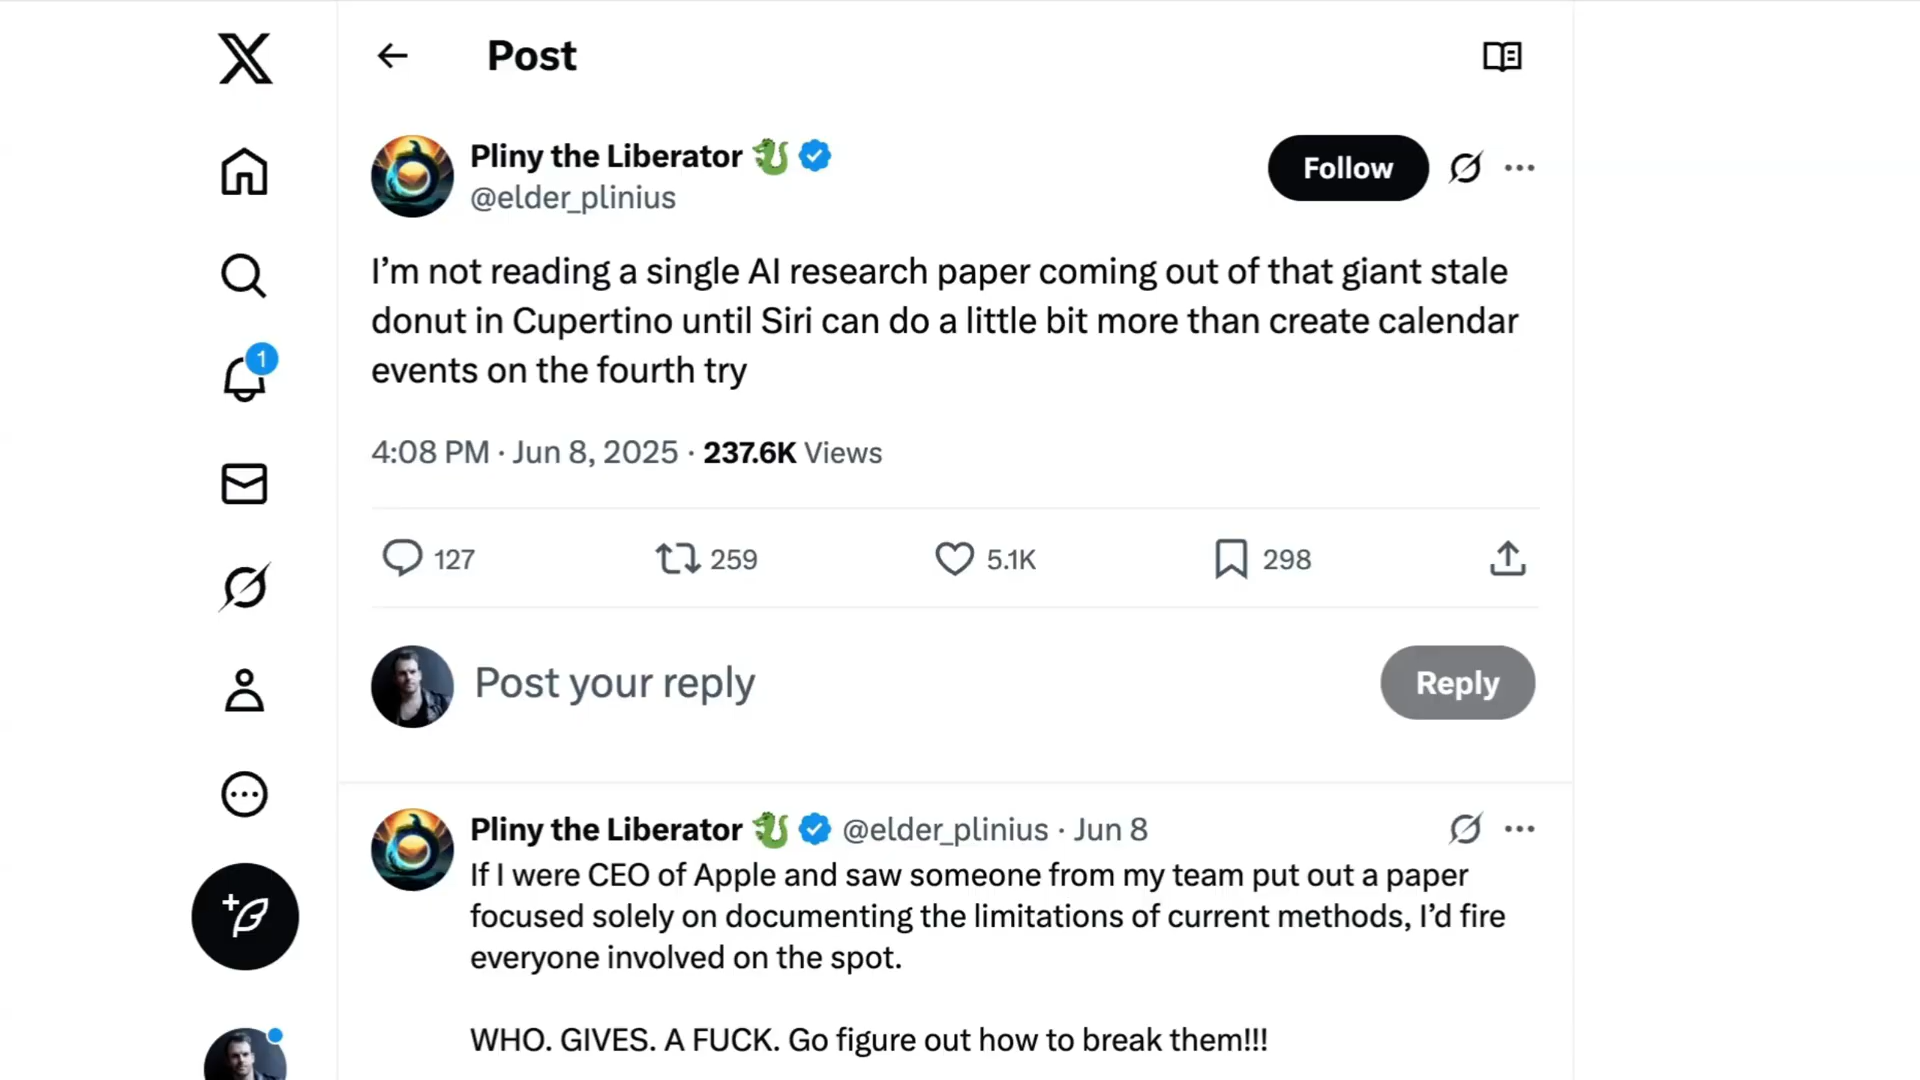 Post
Pliny the Liberator 🐉
@elder_plinius
Follow
I’m not reading a single AI research paper coming out of that giant stale
donut in Cupertino until Siri can do a little bit more than create calendar
events on the fourth try
4:08 PM · Jun 8, 2025 · 237.6K Views
127 259 5.1K 298
1
Post your reply
Reply
Pliny the Liberator 🐉 @elder_plinius · Jun 8
If I were CEO of Apple and saw someone from my team put out a paper
focused solely on documenting the limitations of current methods, I’d fire
everyone involved on the spot.
WHO. GIVES. A FUCK. Go figure out how to break them!!!